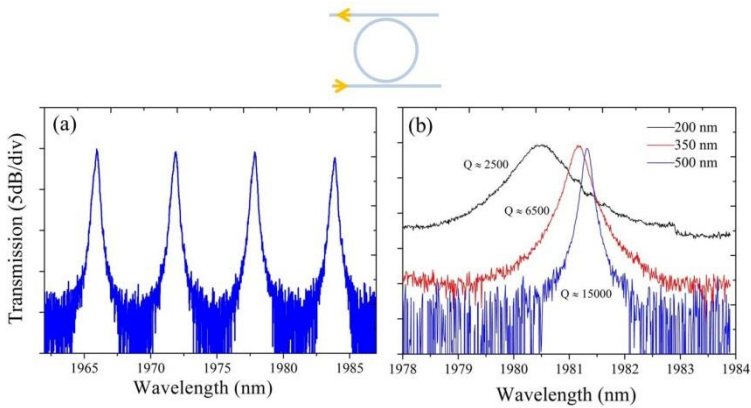 (a)
Transmission (5dB/div)
1965 1970 1975 1980 1985
Wavelength (nm)
(b)
200 nm
350 nm
500 nm
Q ≈ 2500
Q ≈ 6500
Q ≈ 15000
1978 1979 1980 1981 1982 1983 1984
Wavelength (nm)